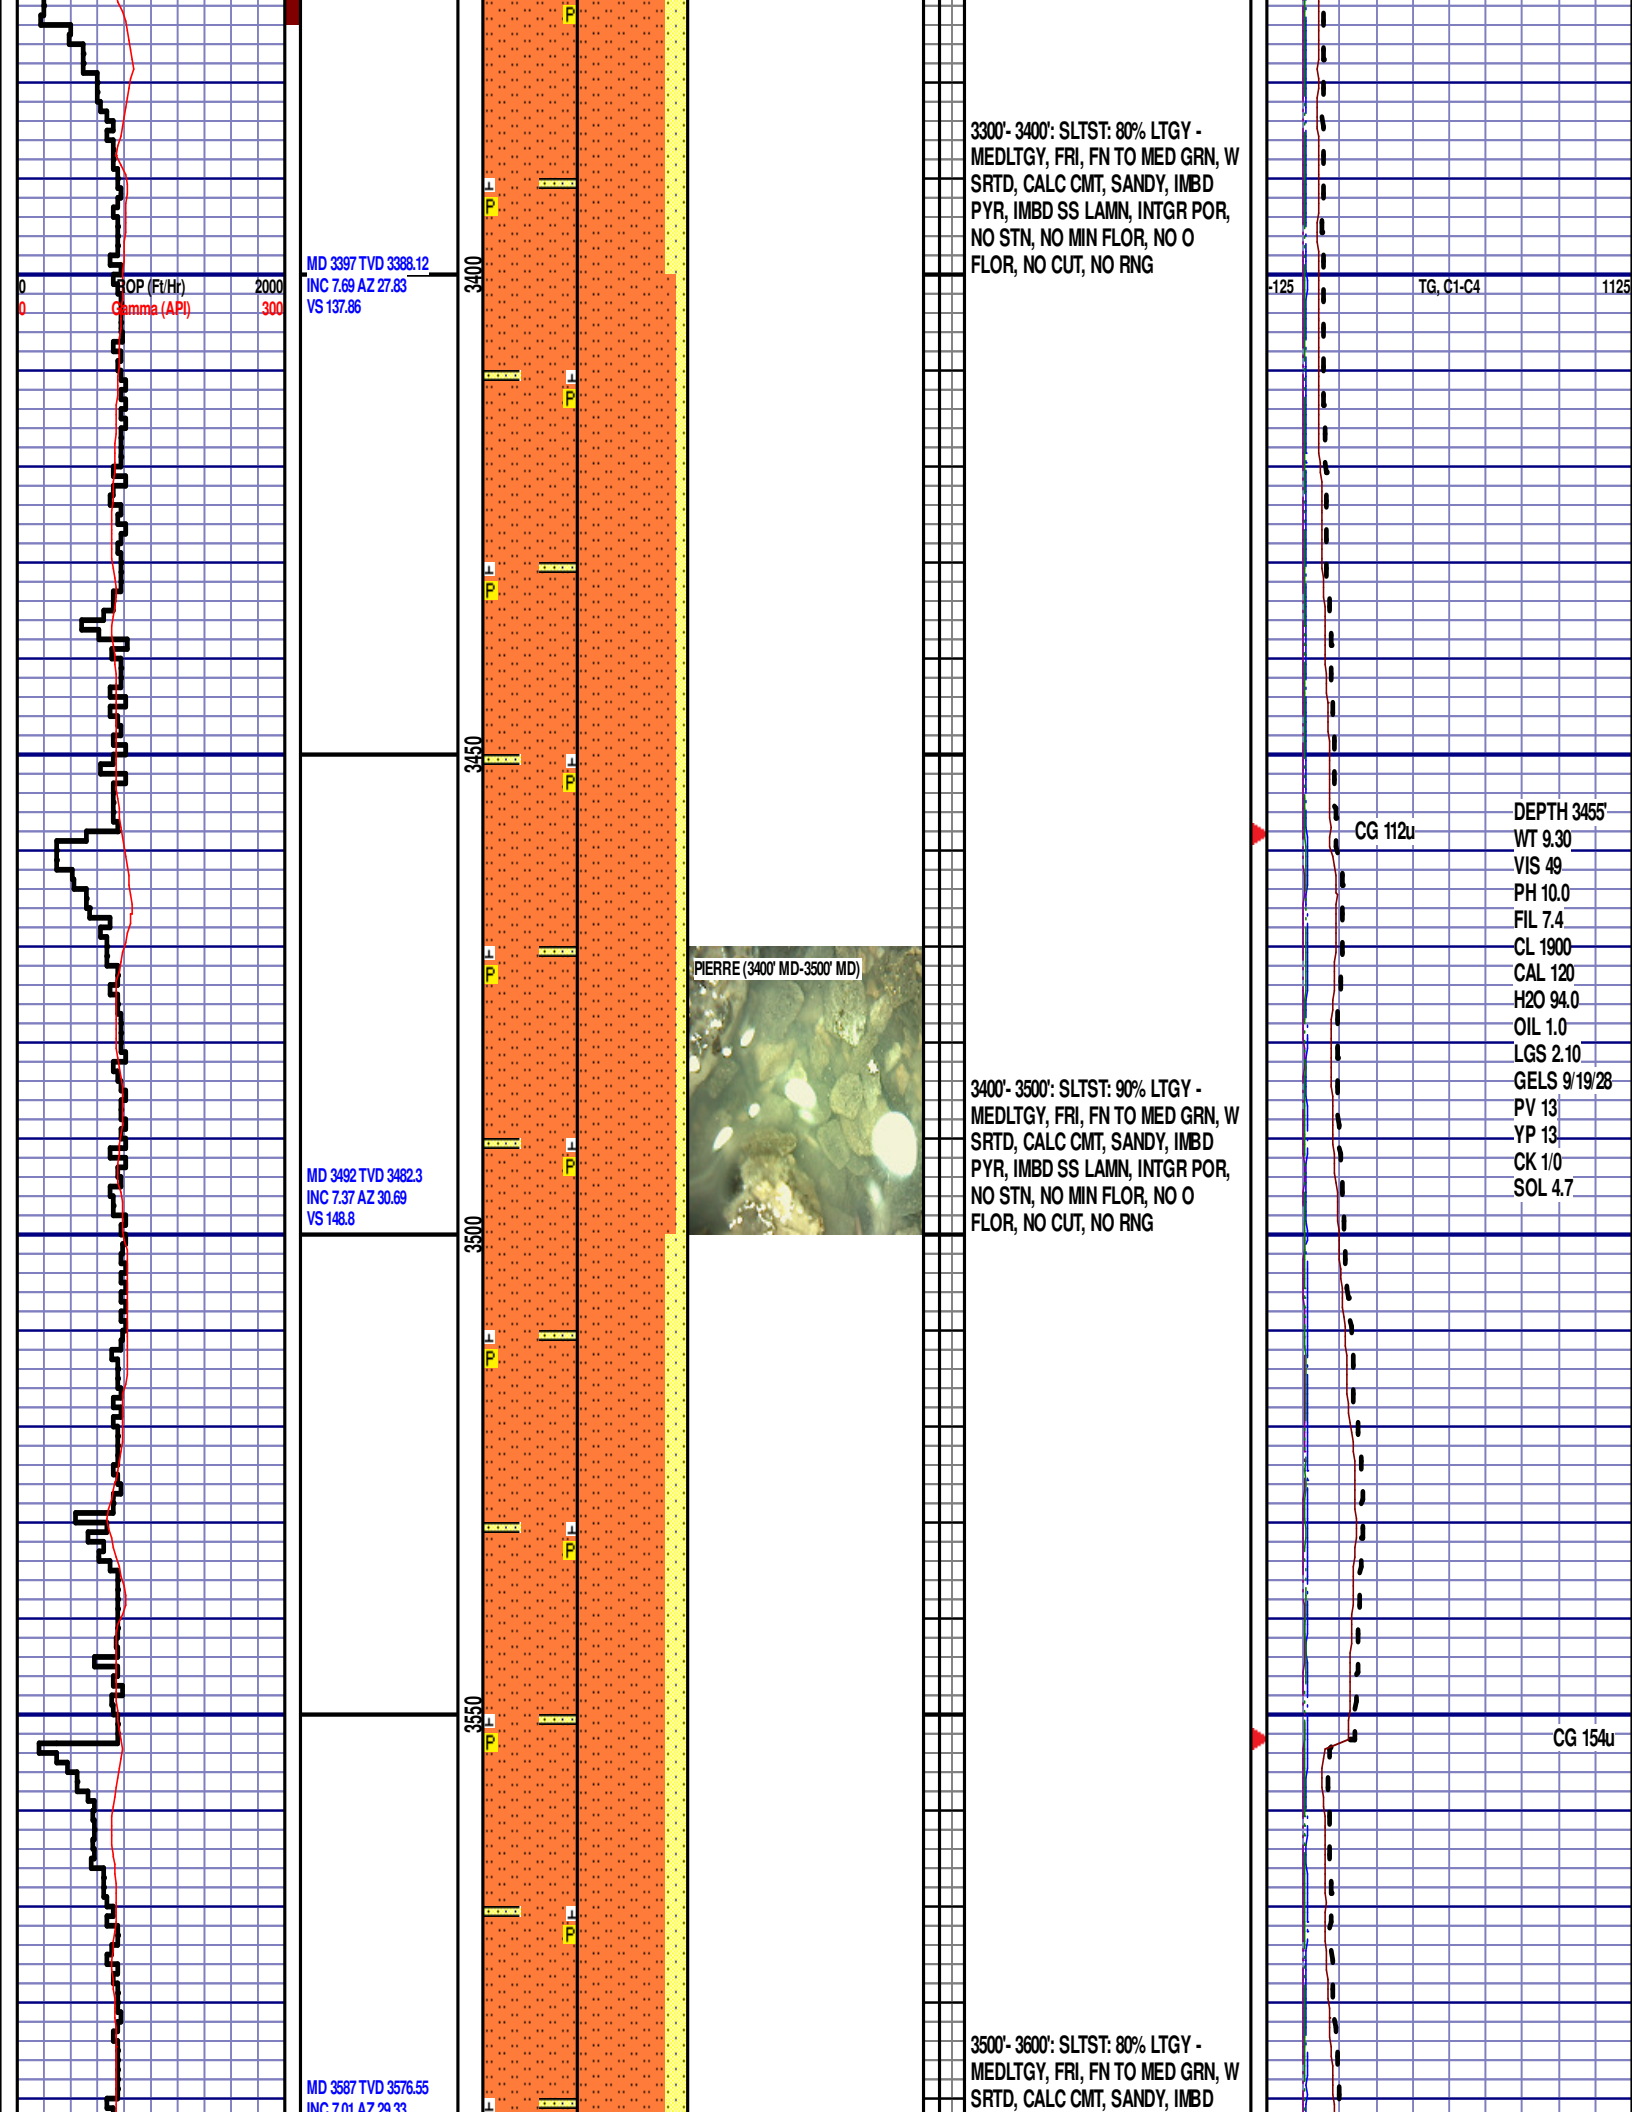 3300'- 3400': SLTST: 80% LTGY -
MEDLTGY, FRI, FN TO MED GRN, W
SRTD, CALC CMT, SANDY, IMBD
PYR, IMBD SS LAMN, INTGR POR,
NO STN, NO MIN FLOR, NO O
FLOR, NO CUT, NO RNG
MD 3397 TVD 3388.12
INC 7.69 AZ 27.83
VS 137.86
3400
0 ROP (Ft/Hr) 2000
0 Gamma (API) 300
-125 TG, C1-C4 1125
3450
CG 112u
DEPTH 3455'
WT 9.30
VIS 49
PH 10.0
FIL 7.4
CL 1900
CAL 120
H2O 94.0
OIL 1.0
LGS 2.10
GELS 9/19/28
PV 13
YP 13
CK 1/0
SOL 4.7
PIERRE (3400' MD-3500' MD)
3400'- 3500': SLTST: 90% LTGY -
MEDLTGY, FRI, FN TO MED GRN, W
SRTD, CALC CMT, SANDY, IMBD
PYR, IMBD SS LAMN, INTGR POR,
NO STN, NO MIN FLOR, NO O
FLOR, NO CUT, NO RNG
MD 3492 TVD 3482.3
INC 7.37 AZ 30.69
VS 148.8
3500
3550
CG 154u
3500'- 3600': SLTST: 80% LTGY -
MEDLTGY, FRI, FN TO MED GRN, W
SRTD, CALC CMT, SANDY, IMBD
MD 3587 TVD 3576.55
INC 7.01 AZ 29.33
P
P
P
P
P
P
P
P
P
P
P